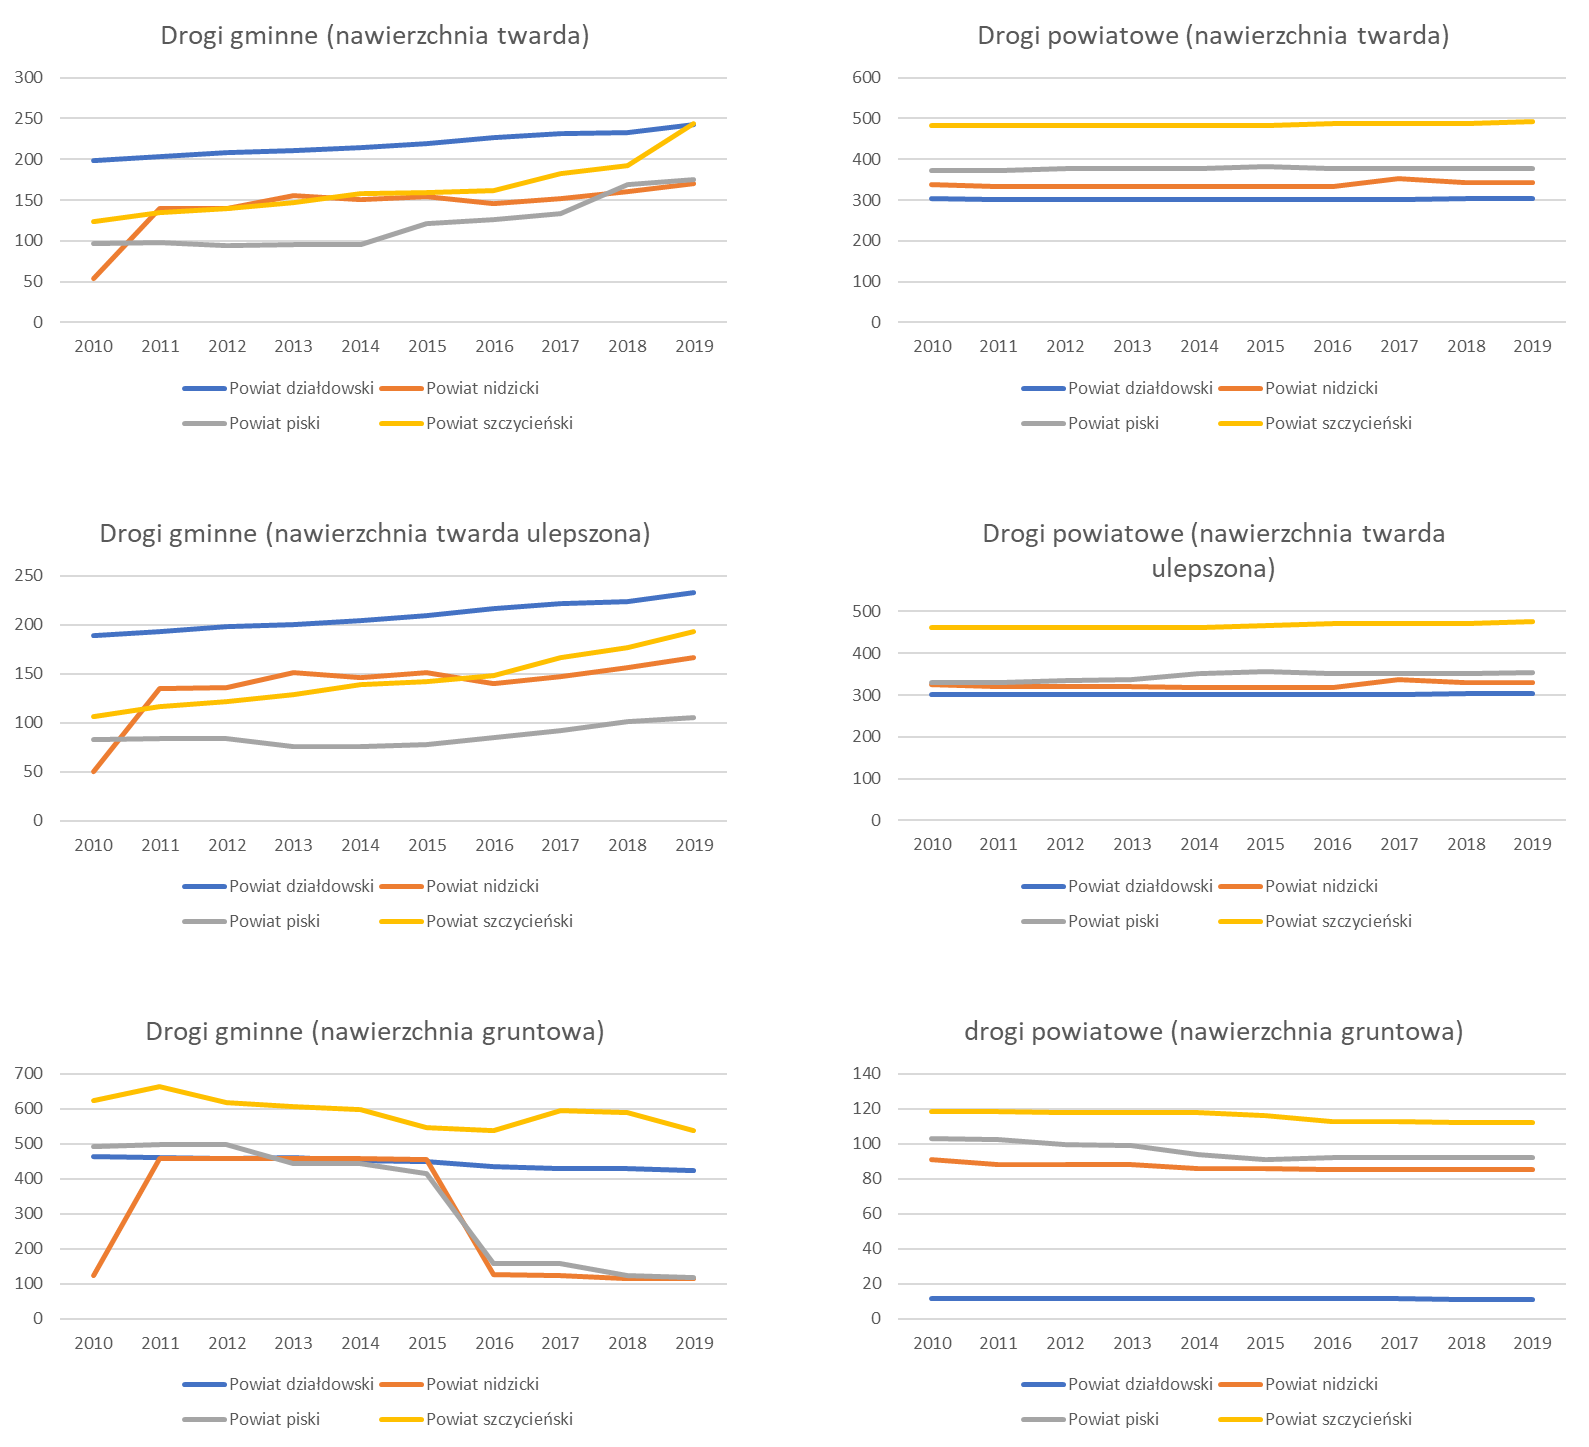 Drogi gminne (nawierzchnia twarda)
300
250
200
150
100
50
0
2010 2011 2012 2013 2014 2015 2016 2017 2018 2019
Powiat działdowski Powiat nidzicki
Powiat piski Powiat szczycieński
Drogi powiatowe (nawierzchnia twarda)
600
500
400
300
200
100
0
2010 2011 2012 2013 2014 2015 2016 2017 2018 2019
Powiat działdowski Powiat nidzicki
Powiat piski Powiat szczycieński
Drogi gminne (nawierzchnia twarda ulepszona)
250
200
150
100
50
0
2010 2011 2012 2013 2014 2015 2016 2017 2018 2019
Powiat działdowski Powiat nidzicki
Powiat piski Powiat szczycieński
Drogi powiatowe (nawierzchnia twarda
ulepszona)
500
400
300
200
100
0
2010 2011 2012 2013 2014 2015 2016 2017 2018 2019
Powiat działdowski Powiat nidzicki
Powiat piski Powiat szczycieński
Drogi gminne (nawierzchnia gruntowa)
700
600
500
400
300
200
100
0
2010 2011 2012 2013 2014 2015 2016 2017 2018 2019
Powiat działdowski Powiat nidzicki
Powiat piski Powiat szczycieński
drogi powiatowe (nawierzchnia gruntowa)
140
120
100
80
60
40
20
0
2010 2011 2012 2013 2014 2015 2016 2017 2018 2019
Powiat działdowski Powiat nidzicki
Powiat piski Powiat szczycieński